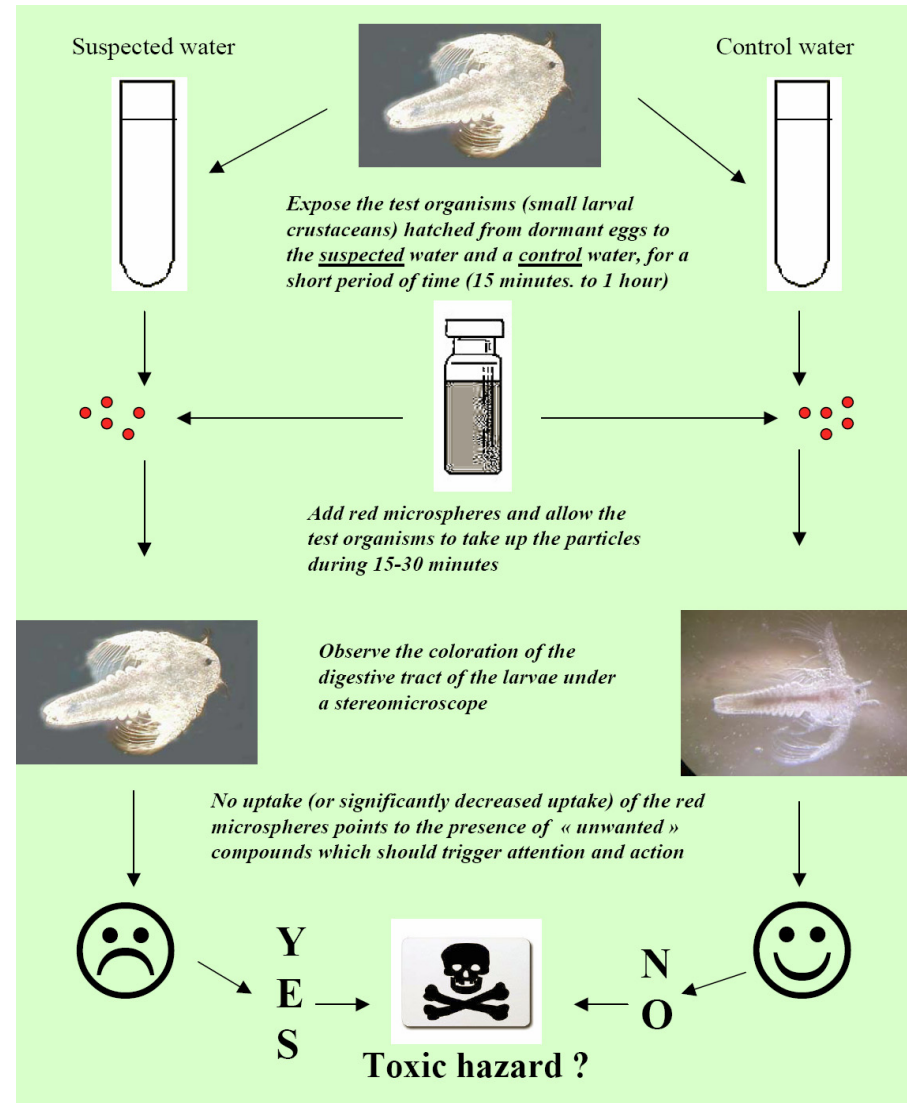 Suspected water
Control water
Expose the test organisms (small larval
crustaceans) hatched from dormant eggs to
the suspected water and a control water, for a
short period of time (15 minutes. to 1 hour)
Add red microspheres and allow the
test organisms to take up the particles
during 15-30 minutes
Observe the coloration of the
digestive tract of the larvae under
a stereomicroscope
No uptake (or significantly decreased uptake) of the red
microspheres points to the presence of « unwanted »
compounds which should trigger attention and action
Y
E
S
N
O
Toxic hazard ?